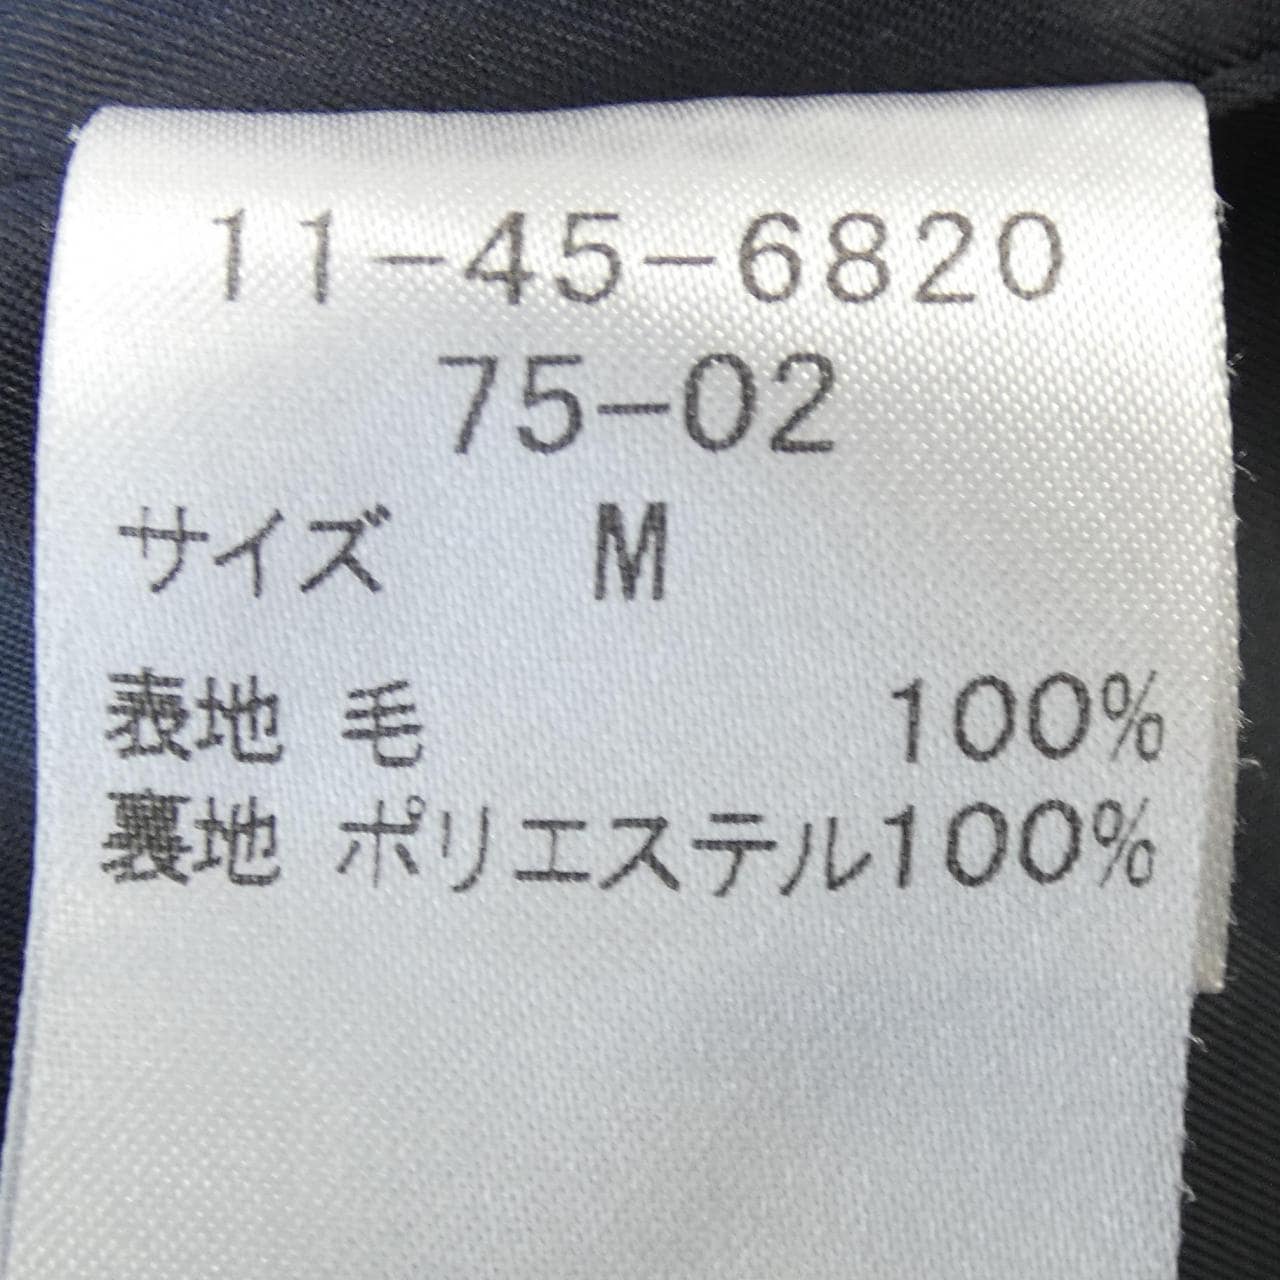 11-45-6820
75-02
サイズ M
表地 毛 100%
裏地 ポリエステル100%